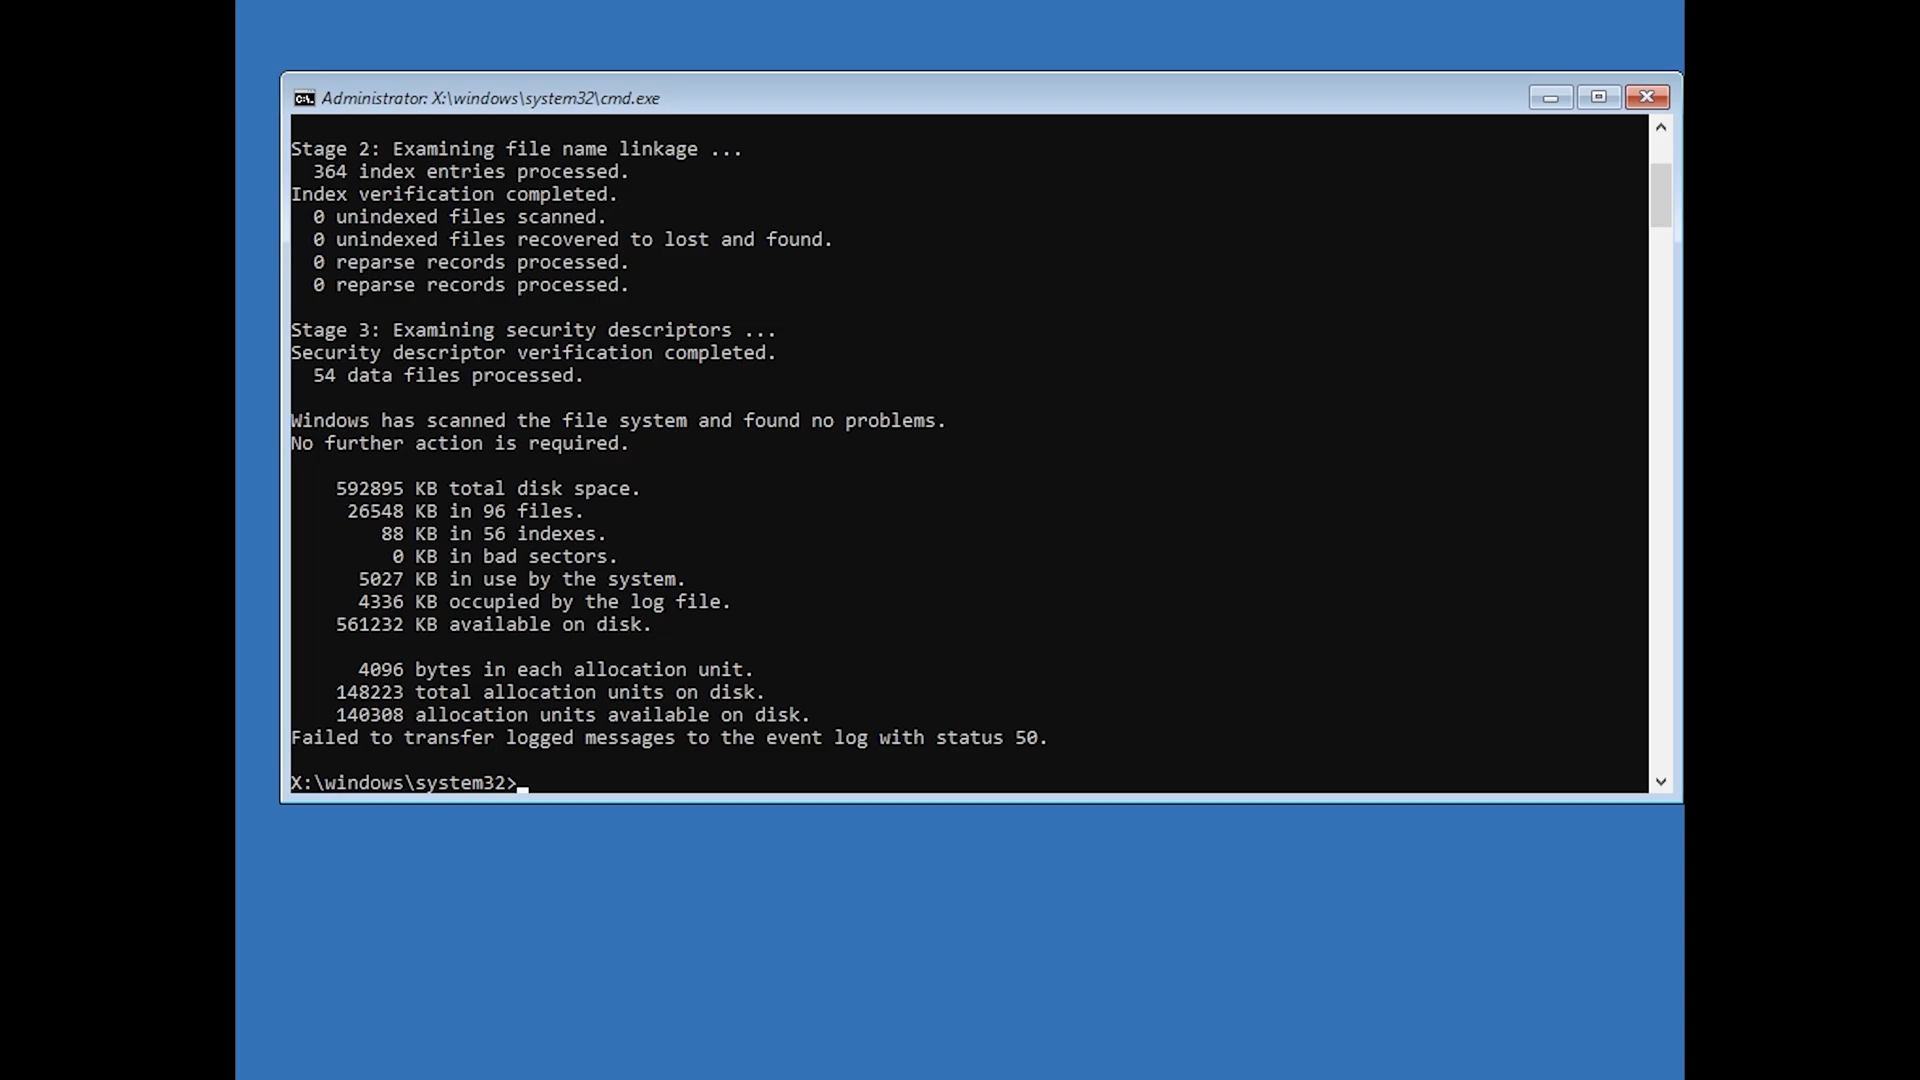 Administrator: X:\windows\system32\cmd.exe
Stage 2: Examining file name linkage ...
364 index entries processed.
Index verification completed.
0 unindexed files scanned.
0 unindexed files recovered to lost and found.
0 reparse records processed.
0 reparse records processed.
Stage 3: Examining security descriptors ...
Security descriptor verification completed.
54 data files processed.
Windows has scanned the file system and found no problems.
No further action is required.
592895 KB total disk space.
26548 KB in 96 files.
88 KB in 56 indexes.
0 KB in bad sectors.
5027 KB in use by the system.
4336 KB occupied by the log file.
561232 KB available on disk.
4096 bytes in each allocation unit.
148223 total allocation units on disk.
140308 allocation units available on disk.
Failed to transfer logged messages to the event log with status 50.
X:\windows\system32>